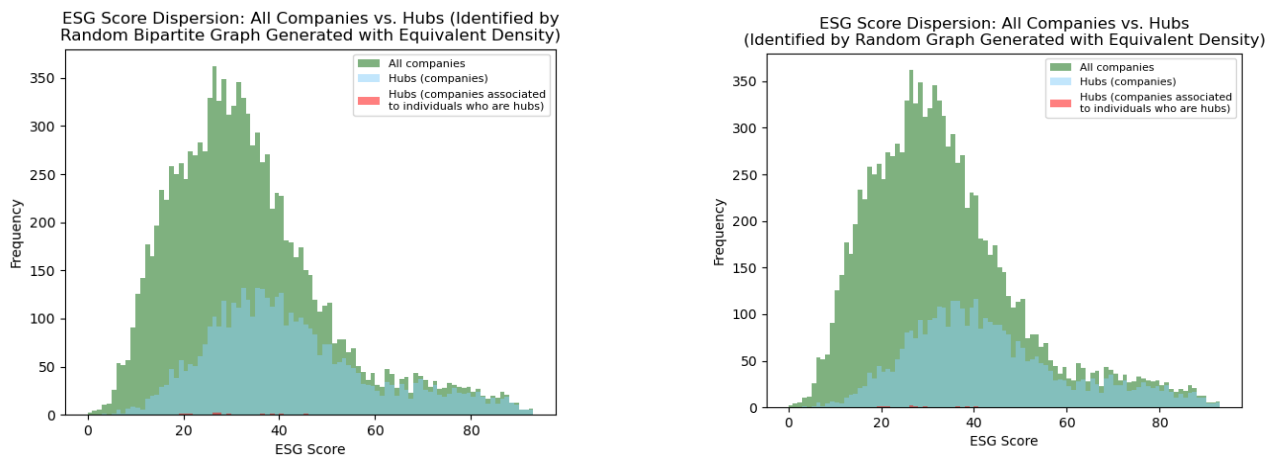 ESG Score Dispersion: All Companies vs. Hubs (Identified by
Random Bipartite Graph Generated with Equivalent Density)
All companies
Hubs (companies)
Hubs (companies associated
to individuals who are hubs)
350
300
250
200
150
100
50
0
Frequency
0 20 40 60 80
ESG Score
ESG Score Dispersion: All Companies vs. Hubs
(Identified by Random Graph Generated with Equivalent Density)
All companies
Hubs (companies)
Hubs (companies associated
to individuals who are hubs)
350
300
250
200
150
100
50
0
Frequency
0 20 40 60 80
ESG Score